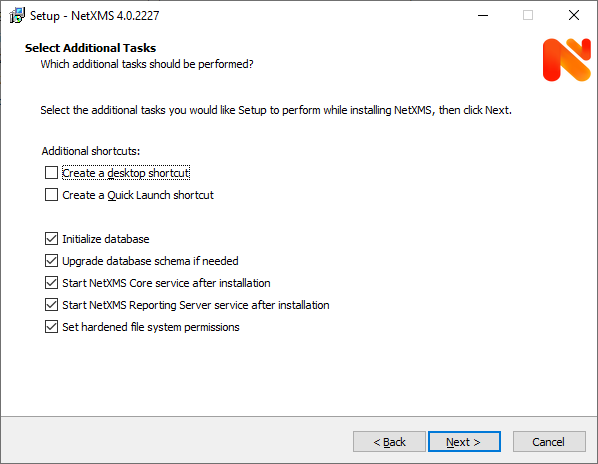 Setup - NetXMS 4.0.2227
Select Additional Tasks
Which additional tasks should be performed?
Select the additional tasks you would like Setup to perform while installing NetXMS, then click Next.
Additional shortcuts:
Create a desktop shortcut
Create a Quick Launch shortcut
Initialize database
Upgrade database schema if needed
Start NetXMS Core service after installation
Start NetXMS Reporting Server service after installation
Set hardened file system permissions
< Back Next > Cancel